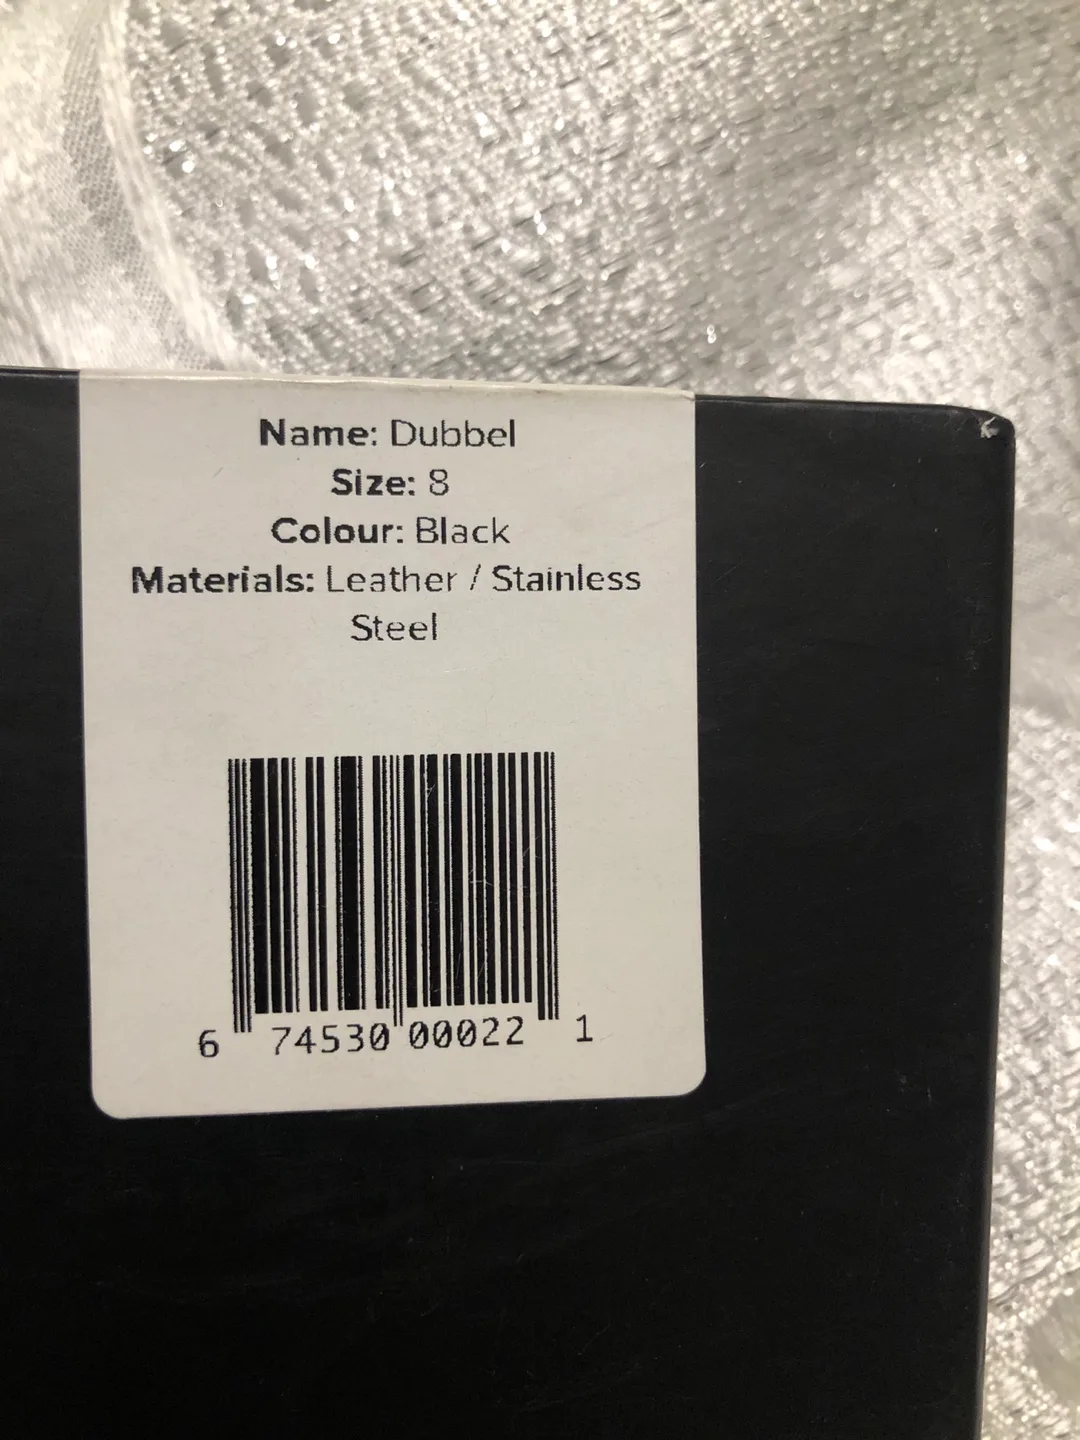 Name: Dubbel
Size: 8
Colour: Black
Materials: Leather / Stainless
Steel
6 74530 00022 1